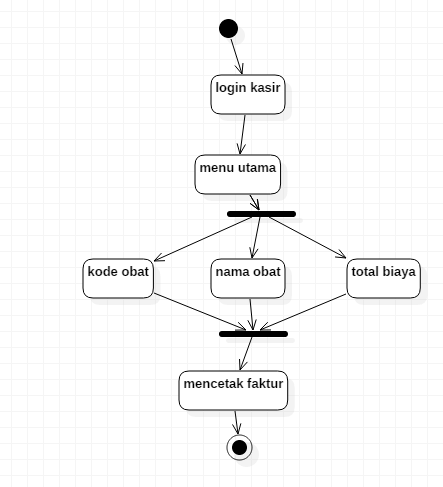 login kasir
menu utama
kode obat
nama obat
total biaya
mencetak faktur